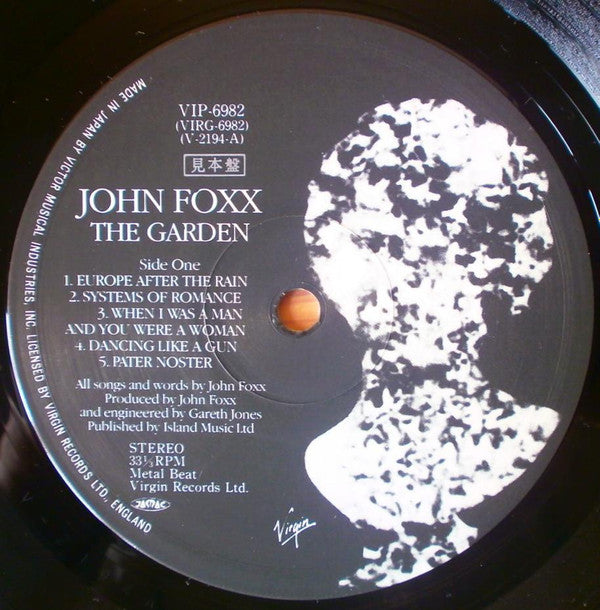 VIP-6982
(VIRG-6982)
(V-2194-A)
見本盤
JOHN FOXX
THE GARDEN
Side One
1. EUROPE AFTER THE RAIN
2. SYSTEMS OF ROMANCE
3. WHEN I WAS A MAN
AND YOU WERE A WOMAN
4. DANCING LIKE A GUN
5. PATER NOSTER
All songs and words by John Foxx
Produced by John Foxx
and engineered by Gareth Jones
Published by Island Music Ltd
STEREO
33⅓RPM
Metal Beat/
Virgin Records Ltd.
JASRAC
Virgin
MADE IN JAPAN BY VICTOR MUSICAL INDUSTRIES, INC. LICENSED BY VIRGIN RECORDS LTD., ENGLAND